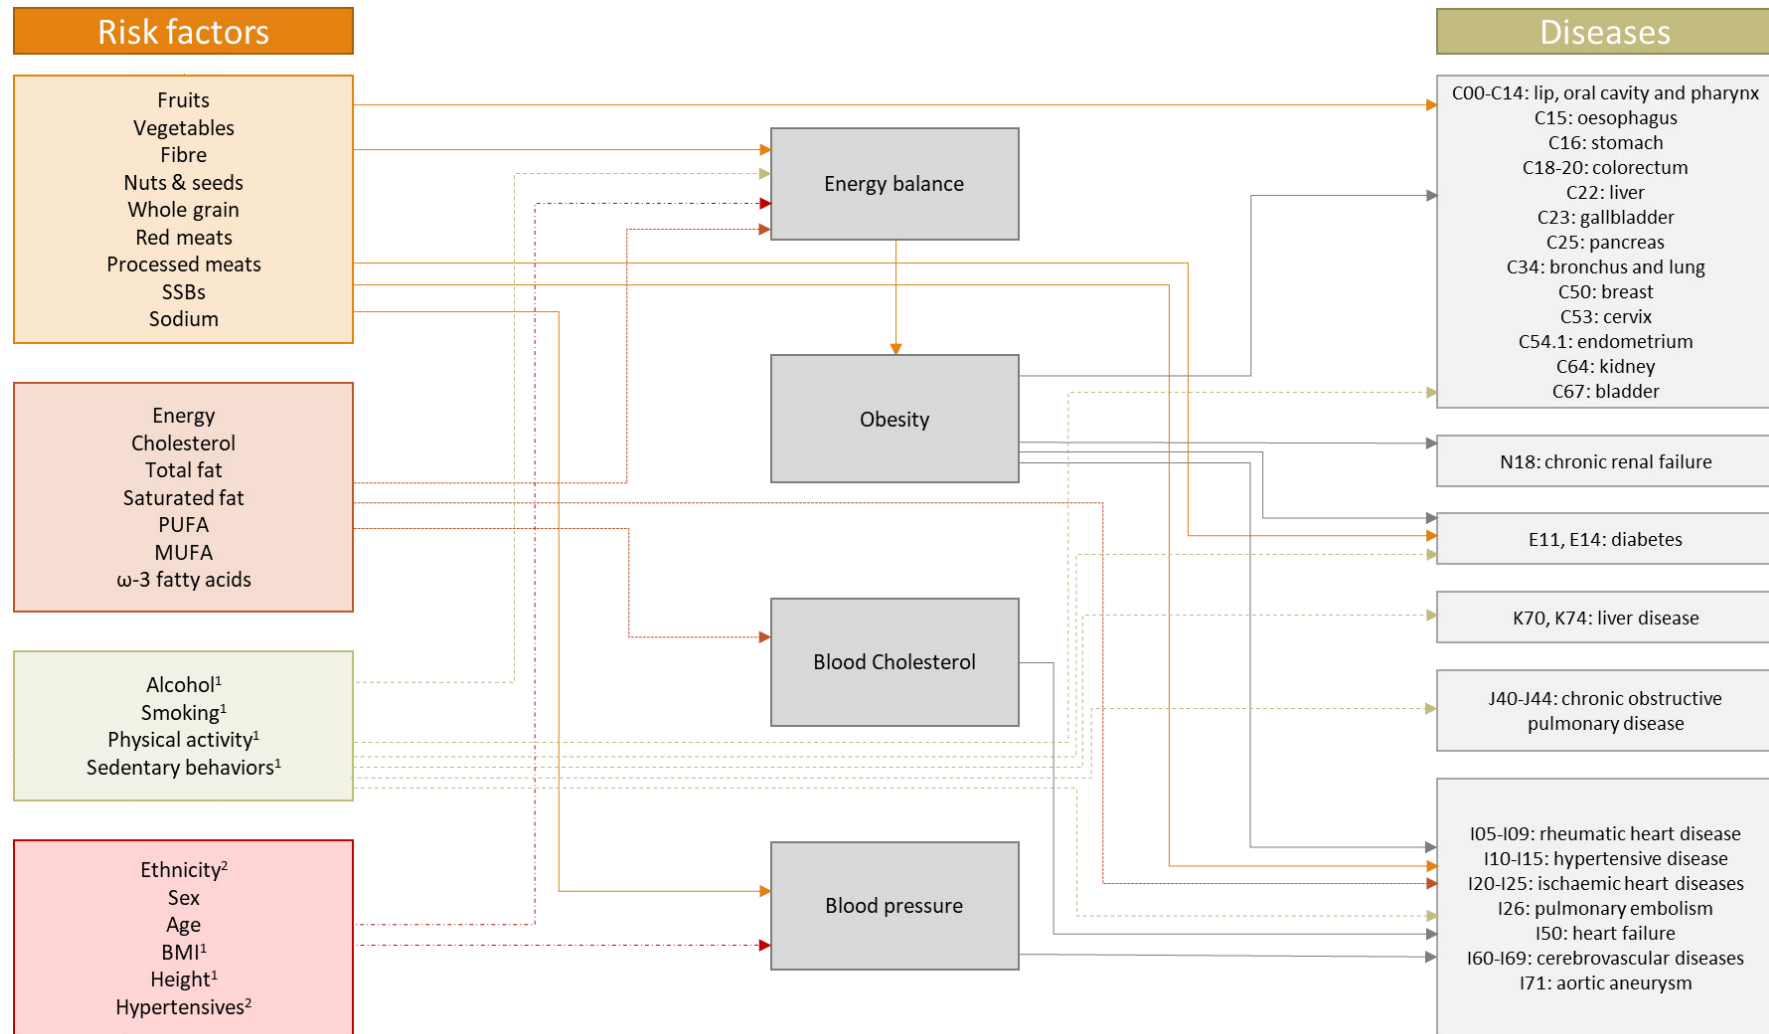 Risk factors
Fruits
Vegetables
Fibre
Nuts & seeds
Whole grain
Red meats
Processed meats
SSBs
Sodium
Energy
Cholesterol
Total fat
Saturated fat
PUFA
MUFA
ω-3 fatty acids
Alcohol¹
Smoking¹
Physical activity¹
Sedentary behaviors¹
Ethnicity²
Sex
Age
BMI¹
Height¹
Hypertensives²
Energy balance
Obesity
Blood Cholesterol
Blood pressure
Diseases
C00-C14: lip, oral cavity and pharynx
C15: oesophagus
C16: stomach
C18-20: colorectum
C22: liver
C23: gallbladder
C25: pancreas
C34: bronchus and lung
C50: breast
C53: cervix
C54.1: endometrium
C64: kidney
C67: bladder
N18: chronic renal failure
E11, E14: diabetes
K70, K74: liver disease
J40-J44: chronic obstructive
pulmonary disease
I05-I09: rheumatic heart disease
I10-I15: hypertensive disease
I20-I25: ischaemic heart diseases
I26: pulmonary embolism
I50: heart failure
I60-I69: cerebrovascular diseases
I71: aortic aneurysm